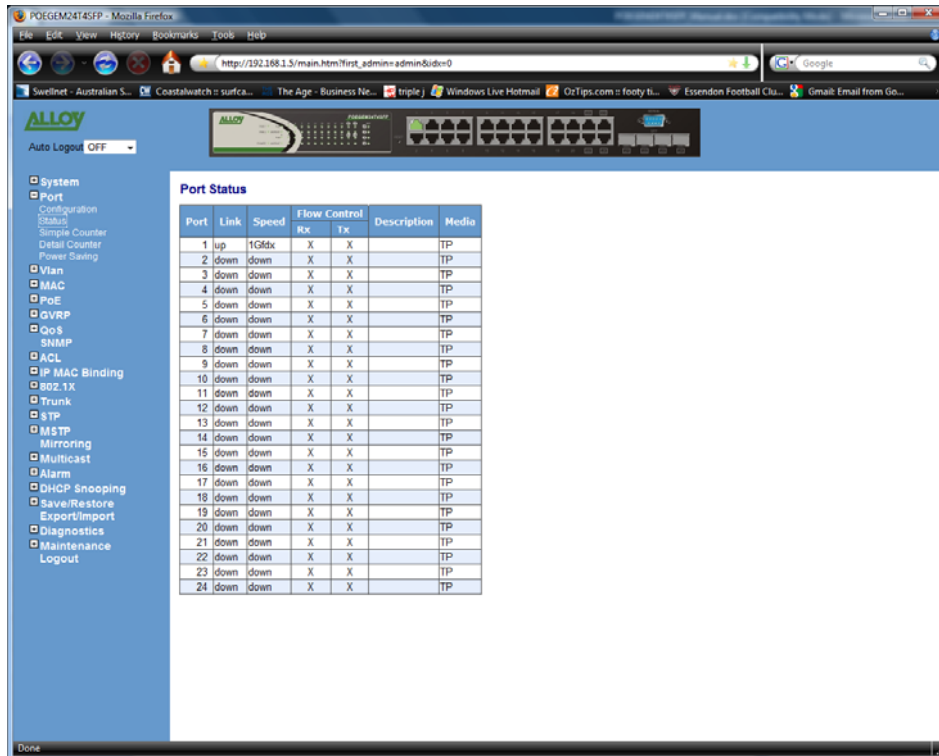 POEGEM24T4SFP - Mozilla Firefox
File Edit View History Bookmarks Tools Help
http://192.168.1.5/main.htm?first_admin=admin&idx=0
Google
Swellnet - Australian S... Coastalwatch :: surfca... The Age - Business Ne... triple j Windows Live Hotmail OzTips.com :: footy ti... Essendon Football Clu... Gmail: Email from Go...
ALLOY
Auto Logout OFF
ALLOY
System
Port
Configuration
Status
Simple Counter
Detail Counter
Power Saving
Vlan
MAC
PoE
GVRP
QoS
SNMP
ACL
IP MAC Binding
802.1X
Trunk
STP
MSTP
Mirroring
Multicast
Alarm
DHCP Snooping
Save/Restore
Export/Import
Diagnostics
Maintenance
Logout
Port Status
Port Link Speed Flow Control Description Media
Rx Tx
1 up 1Gfdx X X TP
2 down down X X TP
3 down down X X TP
4 down down X X TP
5 down down X X TP
6 down down X X TP
7 down down X X TP
8 down down X X TP
9 down down X X TP
10 down down X X TP
11 down down X X TP
12 down down X X TP
13 down down X X TP
14 down down X X TP
15 down down X X TP
16 down down X X TP
17 down down X X TP
18 down down X X TP
19 down down X X TP
20 down down X X TP
21 down down X X TP
22 down down X X TP
23 down down X X TP
24 down down X X TP
Done